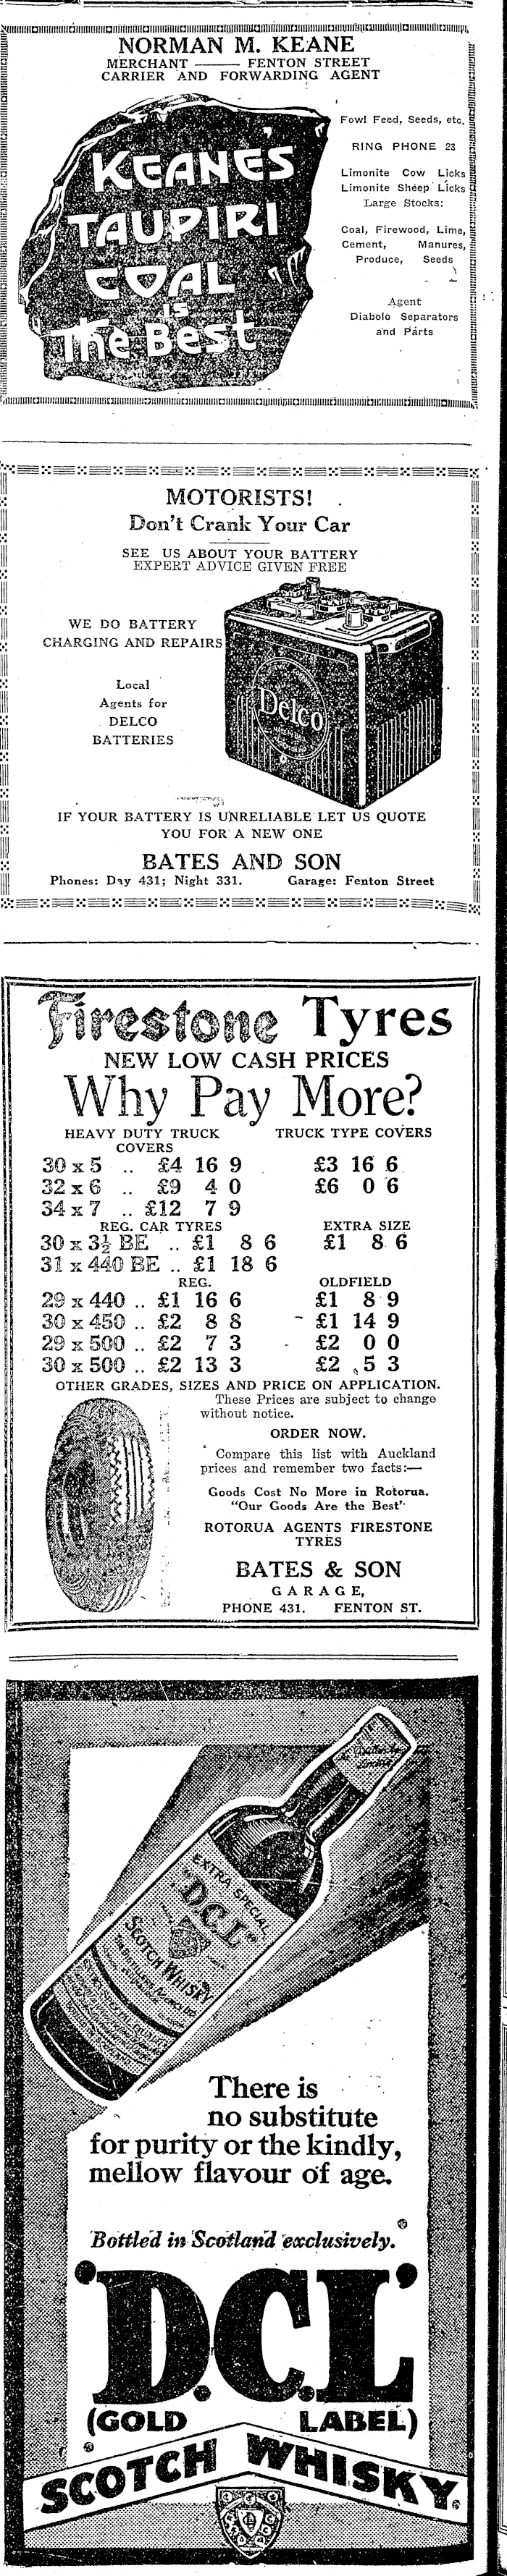 NORMAN M. KEANE
MERCHANT —— FENTON STREET
CARRIER AND FORWARDING AGENT
KEANE'S
TAUPIRI
COAL
IS
"The Best"
Fowl Feed, Seeds, etc.
RING PHONE 23
Limonite Cow Licks
Limonite Sheep Licks
Large Stocks:
Coal, Firewood, Lime,
Cement, Manures,
Produce, Seeds
Agent
Diabolo Separators
and Parts
MOTORISTS!
Don't Crank Your Car
SEE US ABOUT YOUR BATTERY
EXPERT ADVICE GIVEN FREE
WE DO BATTERY
CHARGING AND REPAIRS
Local
Agents for
DELCO
BATTERIES
Delco
IF YOUR BATTERY IS UNRELIABLE LET US QUOTE
YOU FOR A NEW ONE
BATES AND SON
Phones: Day 431; Night 331. Garage: Fenton Street
Firestone Tyres
NEW LOW CASH PRICES
Why Pay More?
HEAVY DUTY TRUCK TRUCK TYPE COVERS
COVERS
30 x 5 .. £4 16 9 £3 16 6
32 x 6 .. £9 4 0 £6 0 6
34 x 7 .. £12 7 9
REG. CAR TYRES EXTRA SIZE
30 x 3½ BE .. £1 8 6 £1 8 6
31 x 440 BE .. £1 18 6
REG. OLDFIELD
29 x 440 .. £1 16 6 £1 8 9
30 x 450 .. £2 8 8 £1 14 9
29 x 500 .. £2 7 3 £2 0 0
30 x 500 .. £2 13 3 £2 5 3
OTHER GRADES, SIZES AND PRICE ON APPLICATION.
These Prices are subject to change
without notice.
ORDER NOW.
Compare this list with Auckland
prices and remember two facts:—
Goods Cost No More in Rotorua.
"Our Goods Are the Best"
ROTORUA AGENTS FIRESTONE
TYRES
BATES & SON
GARAGE,
PHONE 431. FENTON ST.
EXTRA SPECIAL
"D.C.L"
SCOTCH WHISKY
There is
no substitute
for purity or the kindly,
mellow flavour of age.
Bottled in Scotland exclusively.
'D.C.L'
(GOLD LABEL)
SCOTCH WHISKY.